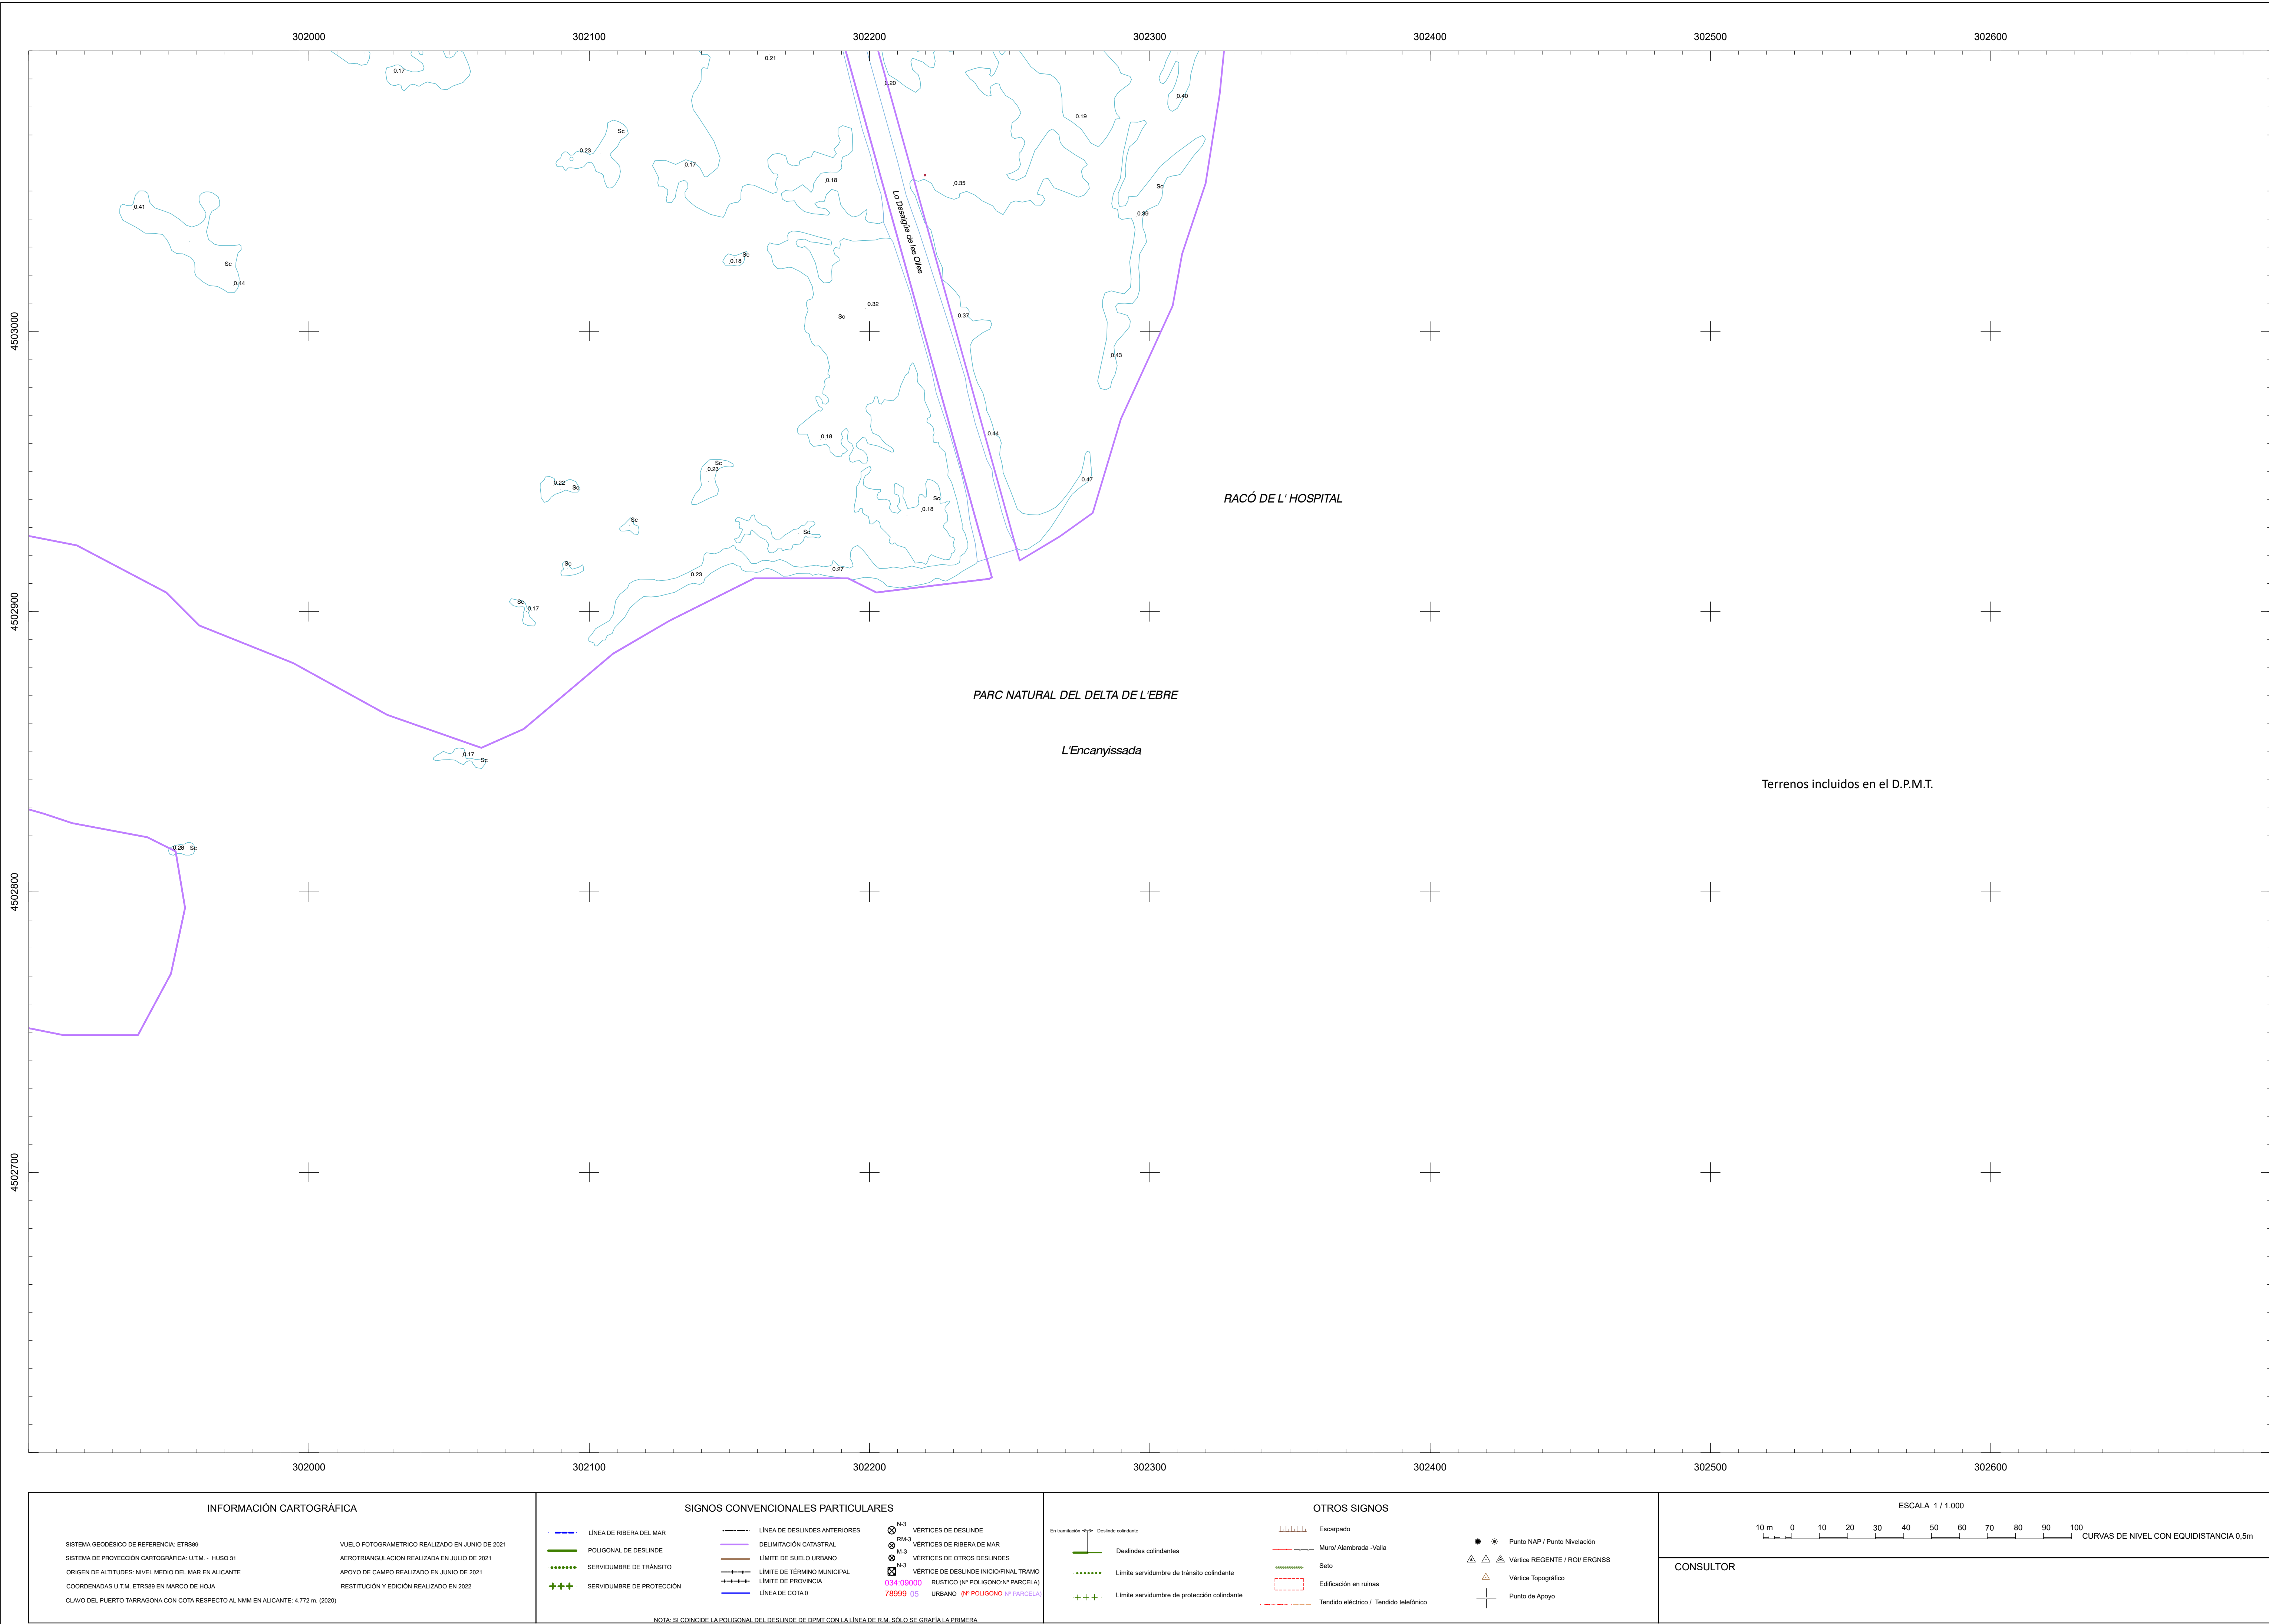 302000 302100 302200 302300 302400 302500 302600
0.17
0.21
0.20
0.40
0.19
Sc
0.23
0.17
0.18
0.35
Sc
0.41
0.39
Lo Desaigüe de les Olles
Sc
0.18
Sc
0.44
0.32
Sc
0.37
4503000
0.43
0.18
0.44
Sc
0.23
0.22
Sc
0.47
Sc
0.18
RACÓ DE L' HOSPITAL
Sc
Sc
Sc
0.23
0.27
Sc
0.17
4502900
PARC NATURAL DEL DELTA DE L'EBRE
L'Encanyissada
0.17
Sc
Terrenos incluidos en el D.P.M.T.
0.28 Sc
4502800
4502700
302000 302100 302200 302300 302400 302500 302600
INFORMACIÓN CARTOGRÁFICA
SISTEMA GEODÉSICO DE REFERENCIA: ETRS89
SISTEMA DE PROYECCIÓN CARTOGRÁFICA: U.T.M. - HUSO 31
ORIGEN DE ALTITUDES: NIVEL MEDIO DEL MAR EN ALICANTE
COORDENADAS U.T.M. ETRS89 EN MARCO DE HOJA
CLAVO DEL PUERTO TARRAGONA CON COTA RESPECTO AL NMM EN ALICANTE: 4.772 m. (2020)
VUELO FOTOGRAMETRICO REALIZADO EN JUNIO DE 2021
AEROTRIANGULACION REALIZADA EN JULIO DE 2021
APOYO DE CAMPO REALIZADO EN JUNIO DE 2021
RESTITUCIÓN Y EDICIÓN REALIZADO EN 2022
SIGNOS CONVENCIONALES PARTICULARES
LÍNEA DE RIBERA DEL MAR
POLIGONAL DE DESLINDE
SERVIDUMBRE DE TRÁNSITO
SERVIDUMBRE DE PROTECCIÓN
LÍNEA DE DESLINDES ANTERIORES
DELIMITACIÓN CATASTRAL
LÍMITE DE SUELO URBANO
LÍMITE DE TÉRMINO MUNICIPAL
LÍMITE DE PROVINCIA
LÍNEA DE COTA 0
N-3 VÉRTICES DE DESLINDE
RM-3 VÉRTICES DE RIBERA DE MAR
M-3 VÉRTICES DE OTROS DESLINDES
N-3 VÉRTICE DE DESLINDE INICIO/FINAL TRAMO
034:09000 RUSTICO (Nº POLIGONO:Nº PARCELA)
78999 05 URBANO (Nº POLIGONO Nº PARCELA)
NOTA: SI COINCIDE LA POLIGONAL DEL DESLINDE DE DPMT CON LA LÍNEA DE R.M. SÓLO SE GRAFÍA LA PRIMERA
OTROS SIGNOS
En tramitación <-|-> Deslinde colindante
Deslindes colindantes
Límite servidumbre de tránsito colindante
Límite servidumbre de protección colindante
Escarpado
Muro/ Alambrada -Valla
Seto
Edificación en ruinas
Tendido eléctrico / Tendido telefónico
Punto NAP / Punto Nivelación
Vértice REGENTE / ROI/ ERGNSS
Vértice Topográfico
Punto de Apoyo
ESCALA 1 / 1.000
10 m 0 10 20 30 40 50 60 70 80 90 100
CURVAS DE NIVEL CON EQUIDISTANCIA 0,5m
CONSULTOR